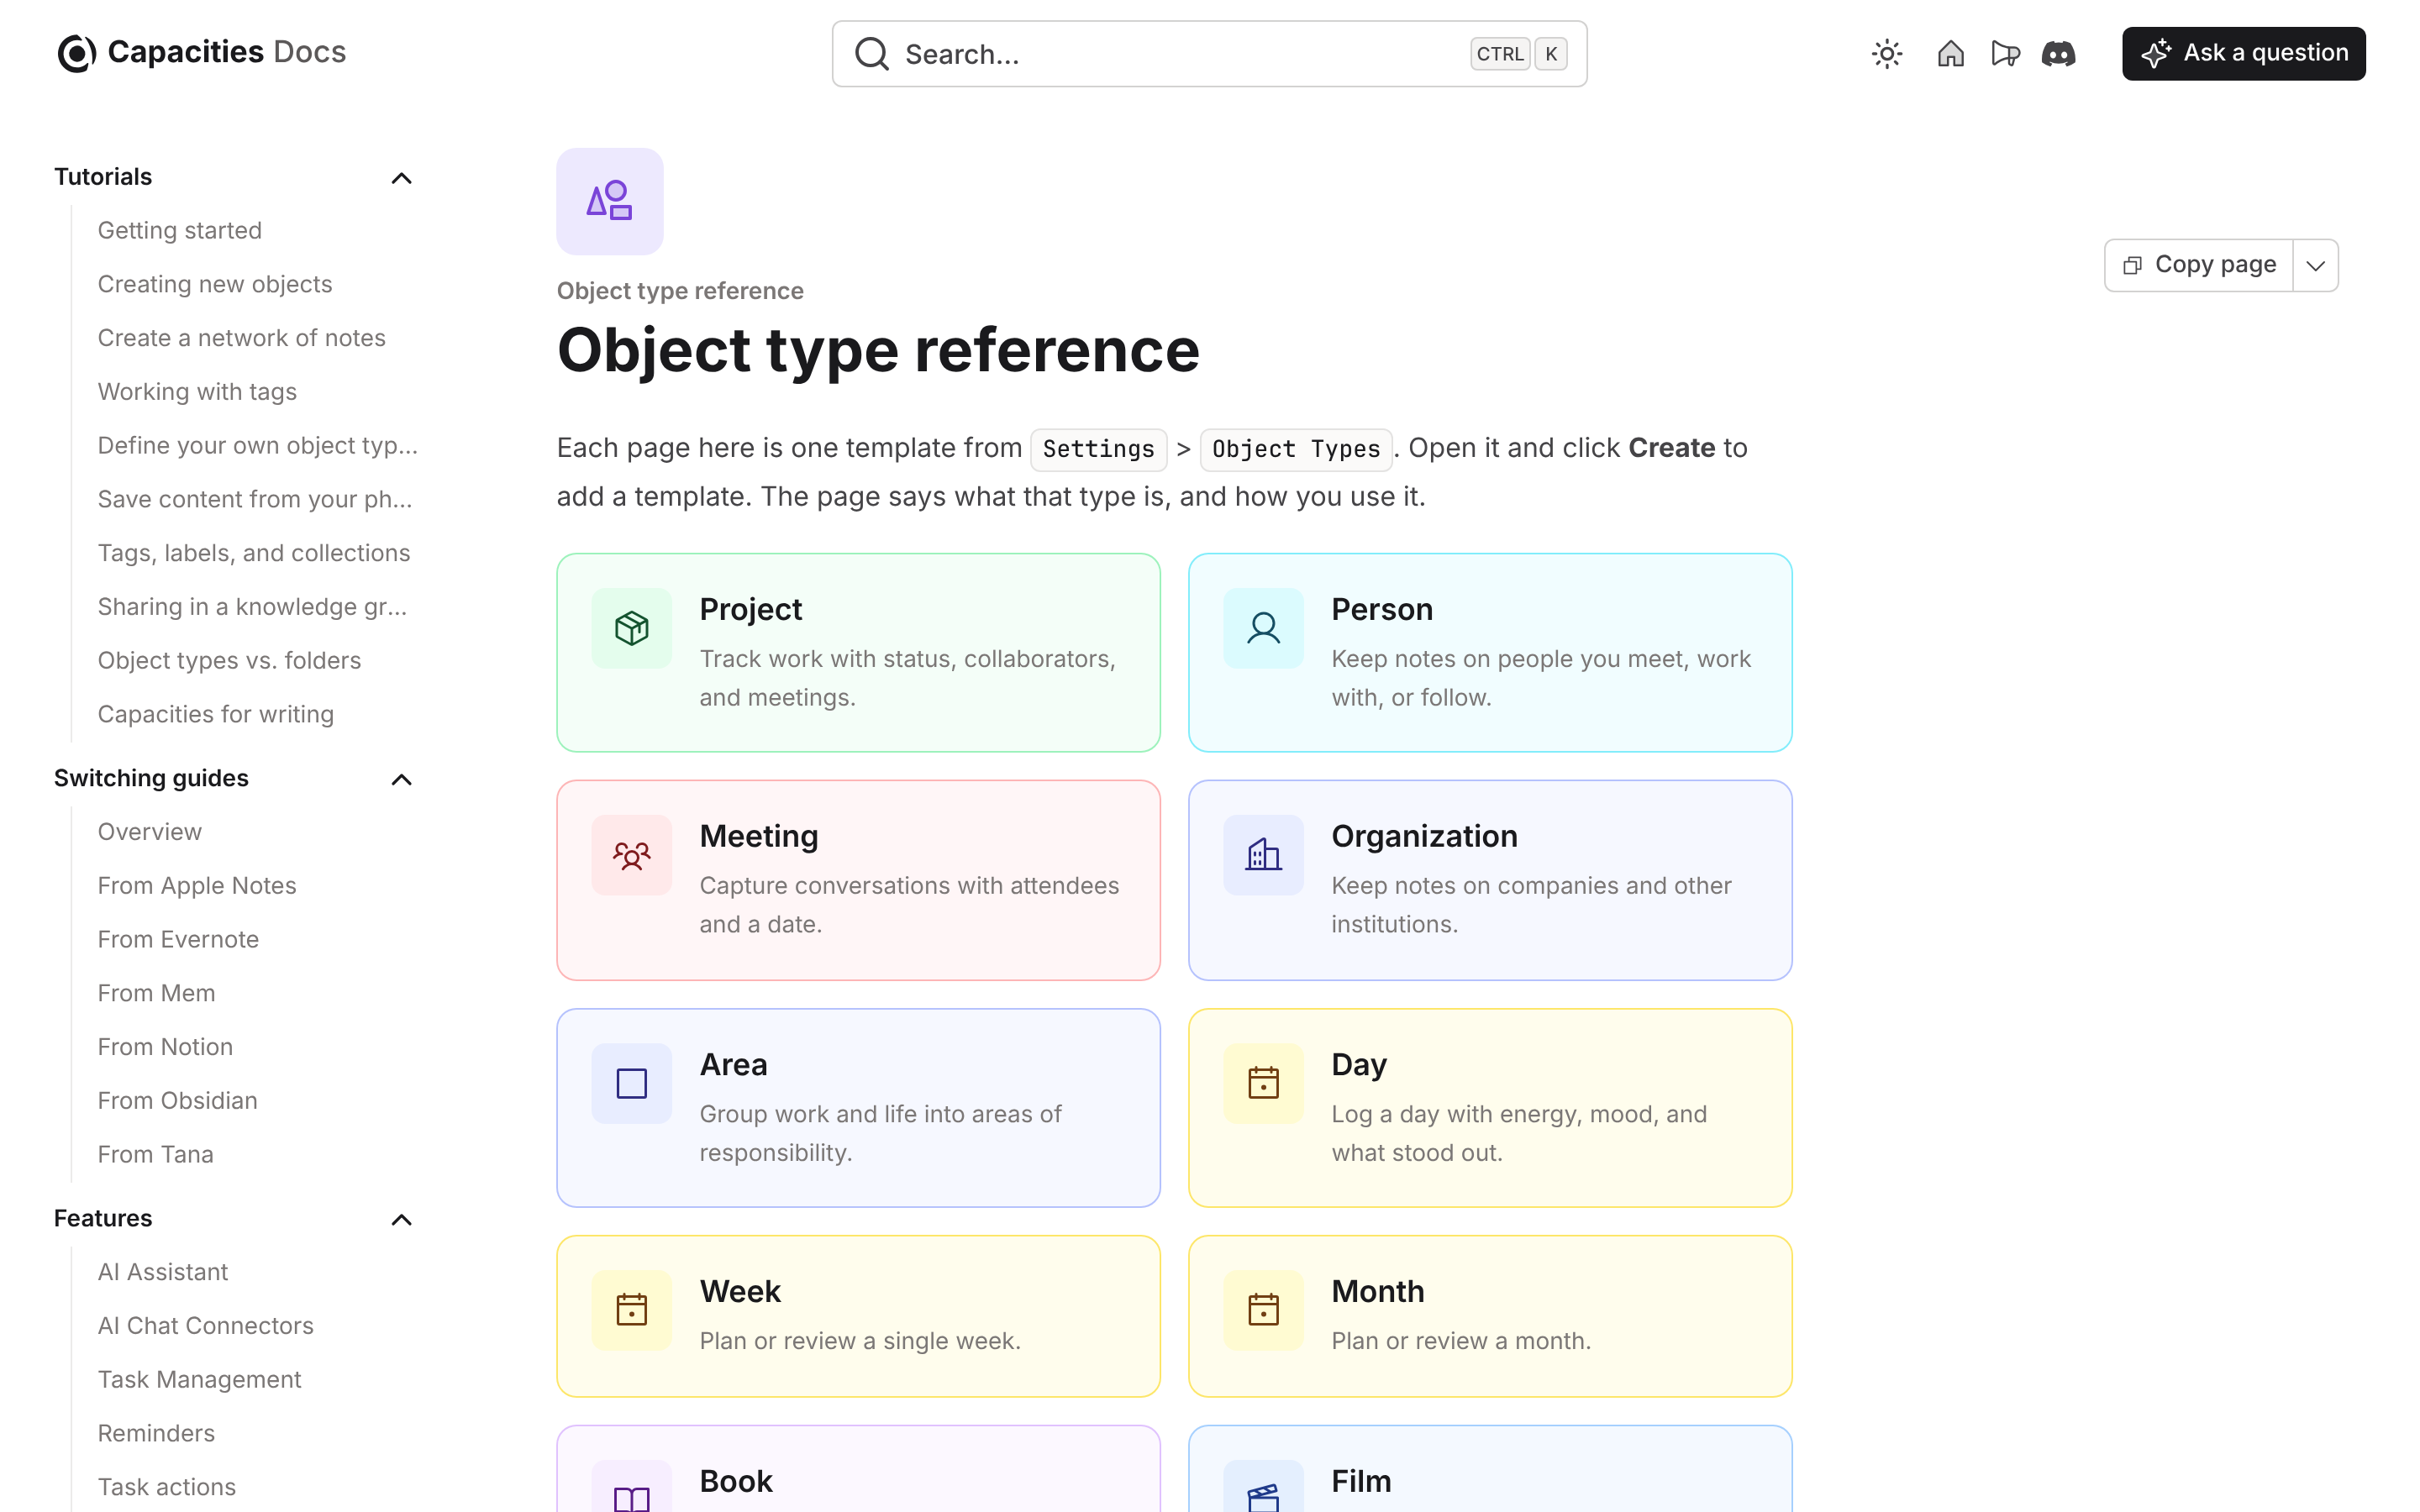 Capacities Docs
Search...
CTRL K
Ask a question
Tutorials
Getting started
Creating new objects
Create a network of notes
Working with tags
Define your own object typ...
Save content from your ph...
Tags, labels, and collections
Sharing in a knowledge gr...
Object types vs. folders
Capacities for writing
Switching guides
Overview
From Apple Notes
From Evernote
From Mem
From Notion
From Obsidian
From Tana
Features
AI Assistant
AI Chat Connectors
Task Management
Reminders
Task actions
Copy page
Object type reference
Object type reference
Each page here is one template from Settings > Object Types. Open it and click Create to
add a template. The page says what that type is, and how you use it.
Project
Track work with status, collaborators,
and meetings.
Person
Keep notes on people you meet, work
with, or follow.
Meeting
Capture conversations with attendees
and a date.
Organization
Keep notes on companies and other
institutions.
Area
Group work and life into areas of
responsibility.
Day
Log a day with energy, mood, and
what stood out.
Week
Plan or review a single week.
Month
Plan or review a month.
Book
Film